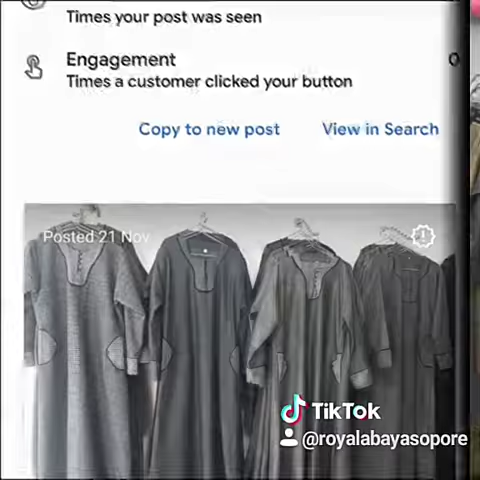 Times your post was seen
Engagement
0
Times a customer clicked your button
Copy to new post
View in Search
Posted 21 Nov
TikTok
@royalabayasopore